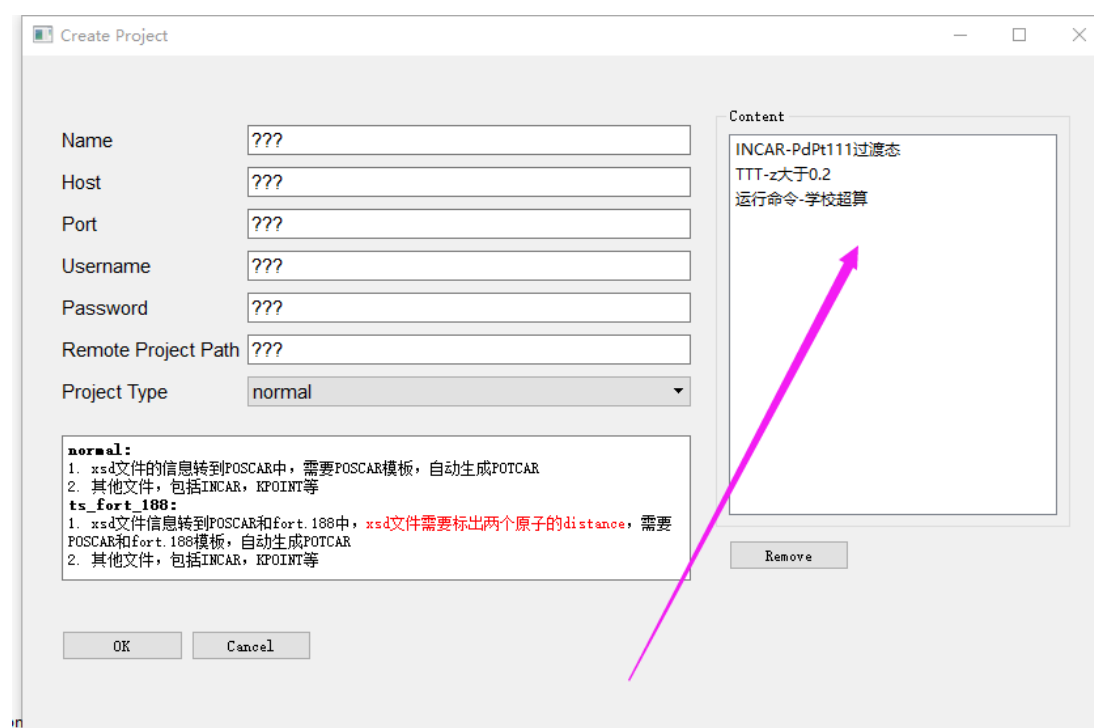 Create Project
Name ???
Host ???
Port ???
Username ???
Password ???
Remote Project Path ???
Project Type normal
normal:
1. xsd文件的信息转到POSCAR中，需要POSCAR模板，自动生成POTCAR
2. 其他文件，包括INCAR，KPOINT等
ts_fort_188:
1. xsd文件信息转到POSCAR和fort.188中，xsd文件需要标出两个原子的distance，需要
POSCAR和fort.188模板，自动生成POTCAR
2. 其他文件，包括INCAR，KPOINT等
OK Cancel
Content
INCAR-PdPt111过渡态
TTT-z大于0.2
运行命令-学校超算
Remove